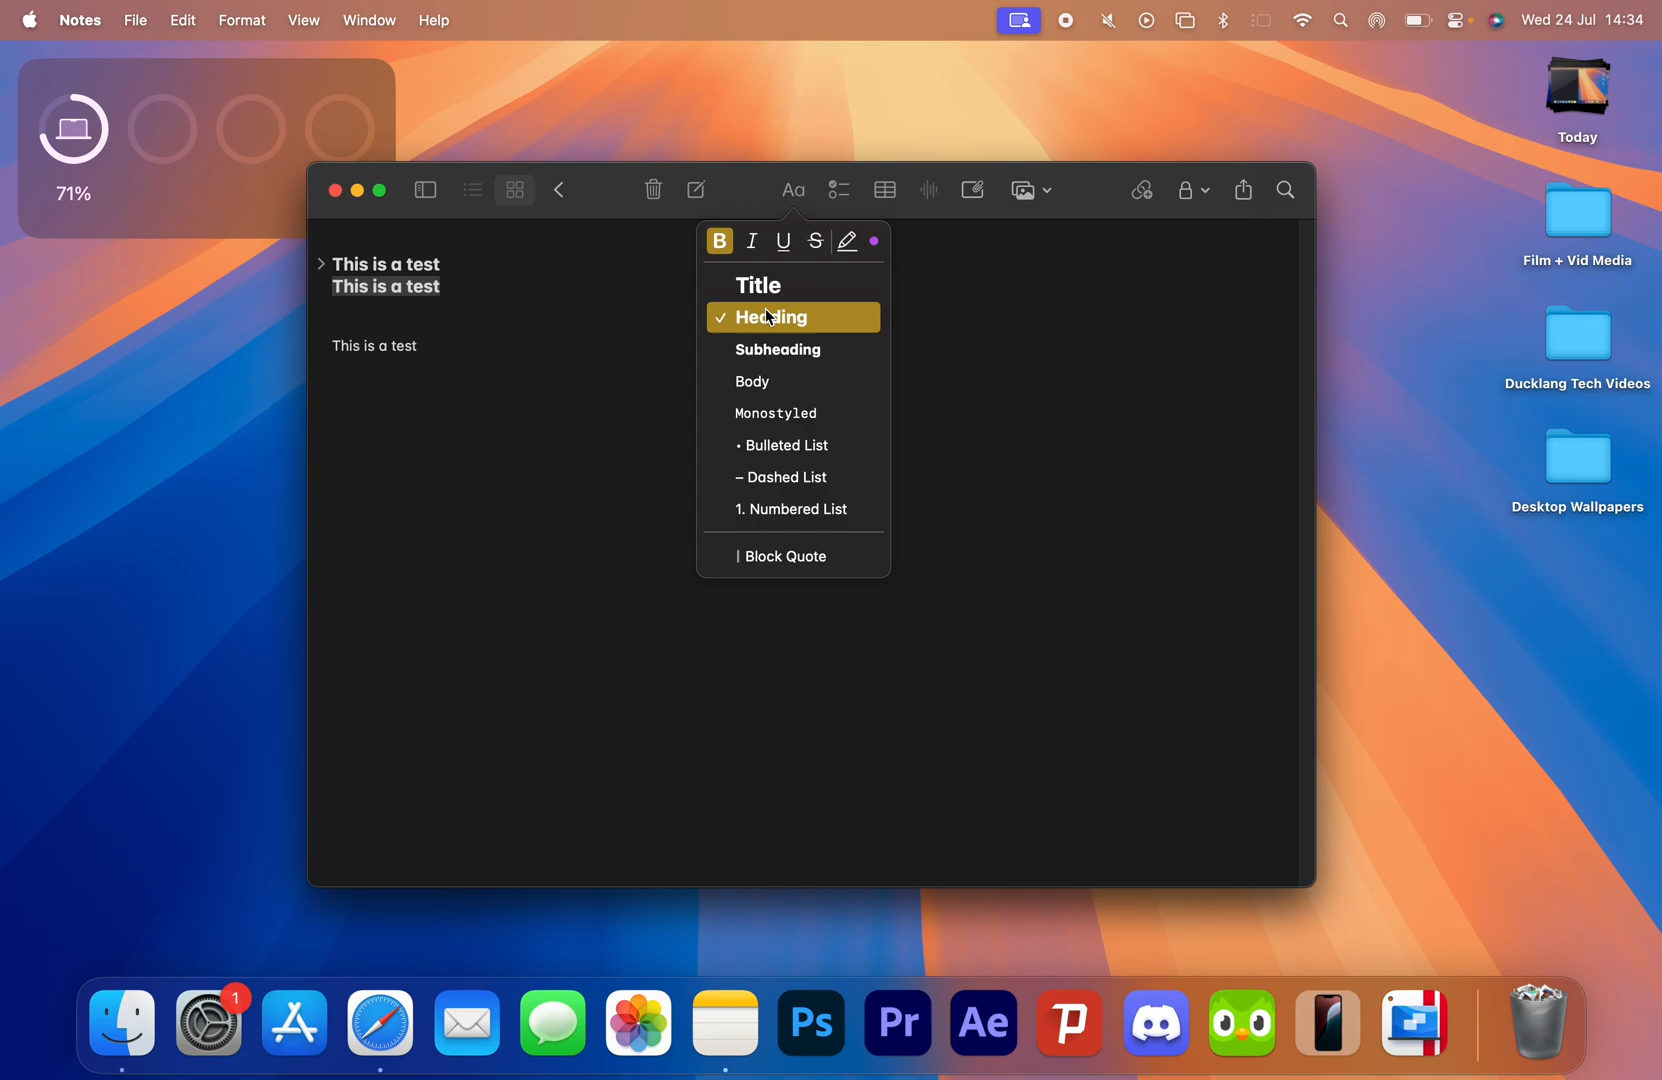 Notes File Edit Format View Window Help Wed 24 Jul 14:34
71%
Today
Film + Vid Media
Ducklang Tech Videos
Desktop Wallpapers
Aa
This is a test
This is a test
This is a test
B I U S
Title
✓ Heading
Subheading
Body
Monostyled
• Bulleted List
– Dashed List
1. Numbered List
| Block Quote
1
Ps Pr Ae